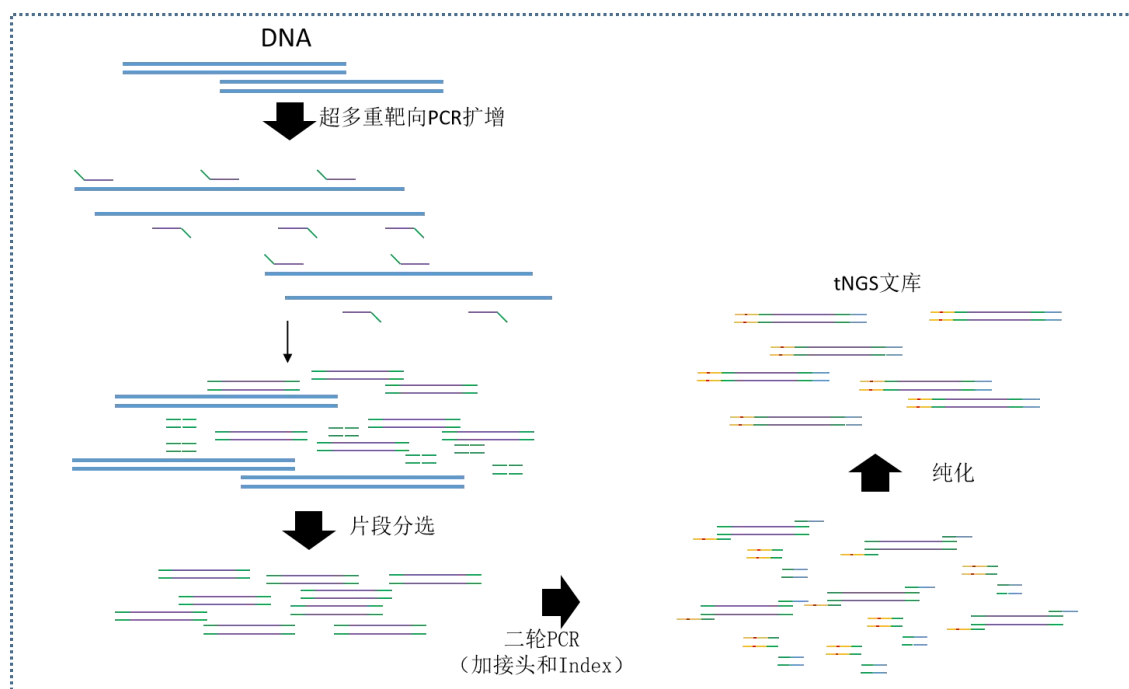 DNA
超多重靶向PCR扩增
片段分选
二轮PCR
（加接头和Index）
纯化
tNGS文库